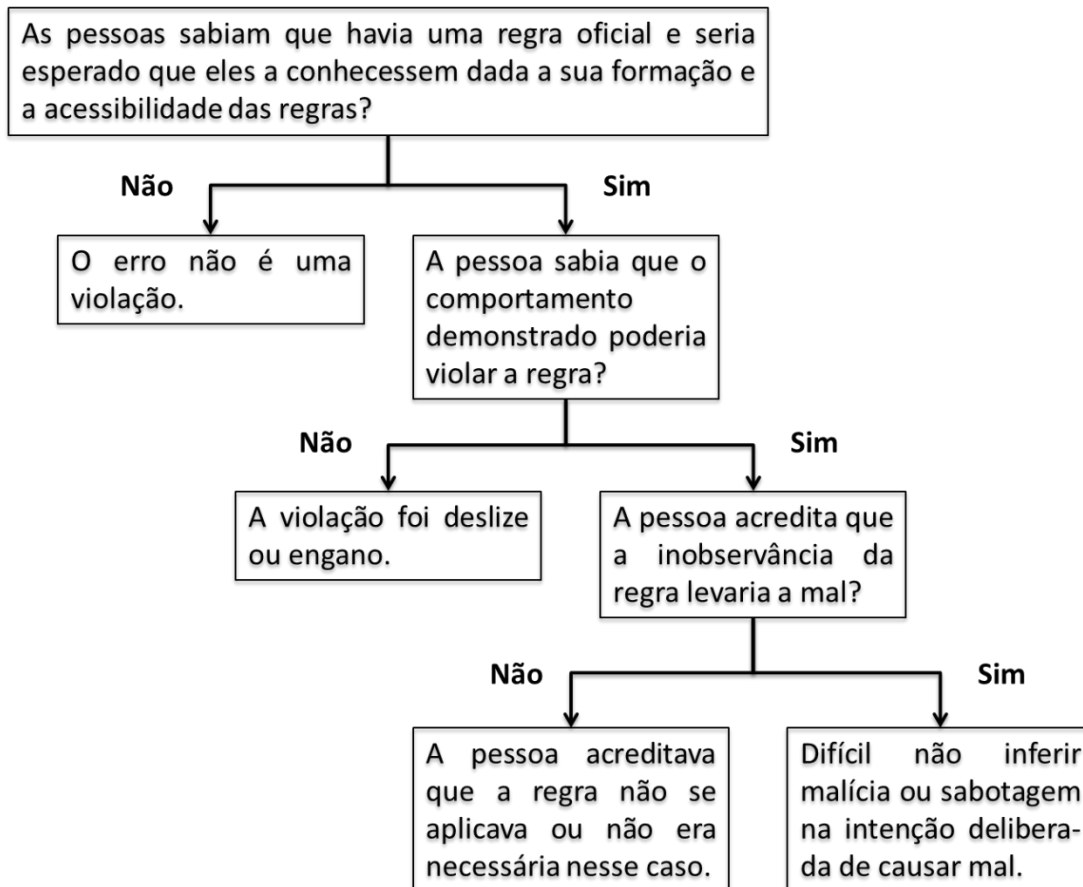 As pessoas sabiam que havia uma regra oficial e seria
esperado que eles a conhecessem dada a sua formação e
a acessibilidade das regras?
Não
Sim
O erro não é uma
violação.
A pessoa sabia que o
comportamento
demonstrado poderia
violar a regra?
Não
Sim
A violação foi deslize
ou engano.
A pessoa acredita que
a inobservância da
regra levaria a mal?
Não
Sim
A pessoa acreditava
que a regra não se
aplicava ou não era
necessária nesse caso.
Difícil não inferir
malícia ou sabotagem
na intenção delibera-
da de causar mal.